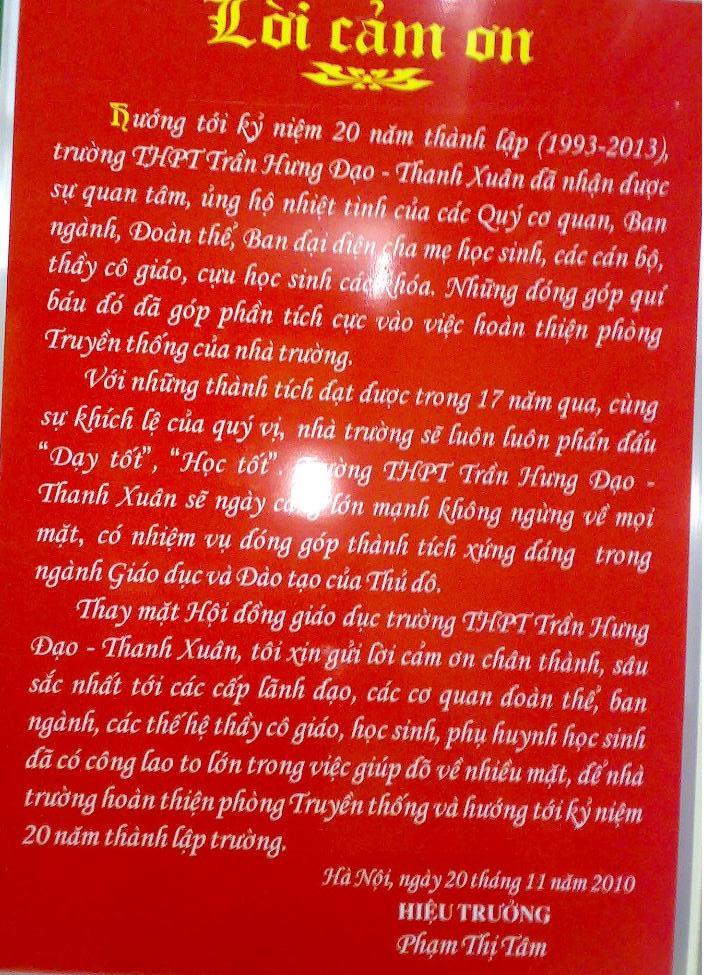 Lời cảm ơn
Hướng tới kỷ niệm 20 năm thành lập (1993-2013),
trường THPT Trần Hưng Đạo - Thanh Xuân đã nhận được
sự quan tâm, ủng hộ nhiệt tình của các Quý cơ quan, Ban
ngành, Đoàn thể, Ban đại diện cha mẹ học sinh, các cán bộ,
thầy cô giáo, cựu học sinh các khóa. Những đóng góp quí
báu đó đã góp phần tích cực vào việc hoàn thiện phòng
Truyền thống của nhà trường.
Với những thành tích đạt được trong 17 năm qua, cùng
sự khích lệ của quý vị, nhà trường sẽ luôn luôn phấn đấu
“Dạy tốt”, “Học tốt”. Trường THPT Trần Hưng Đạo -
Thanh Xuân sẽ ngày càng lớn mạnh không ngừng về mọi
mặt, có nhiệm vụ đóng góp thành tích xứng đáng trong
ngành Giáo dục và Đào tạo của Thủ đô.
Thay mặt Hội đồng giáo dục trường THPT Trần Hưng
Đạo - Thanh Xuân, tôi xin gửi lời cảm ơn chân thành, sâu
sắc nhất tới các cấp lãnh đạo, các cơ quan đoàn thể, ban
ngành, các thế hệ thầy cô giáo, học sinh, phụ huynh học sinh
đã có công lao to lớn trong việc giúp đỡ về nhiều mặt, để nhà
trường hoàn thiện phòng Truyền thống và hướng tới kỷ niệm
20 năm thành lập trường.
Hà Nội, ngày 20 tháng 11 năm 2010
HIỆU TRƯỞNG
Phạm Thị Tâm